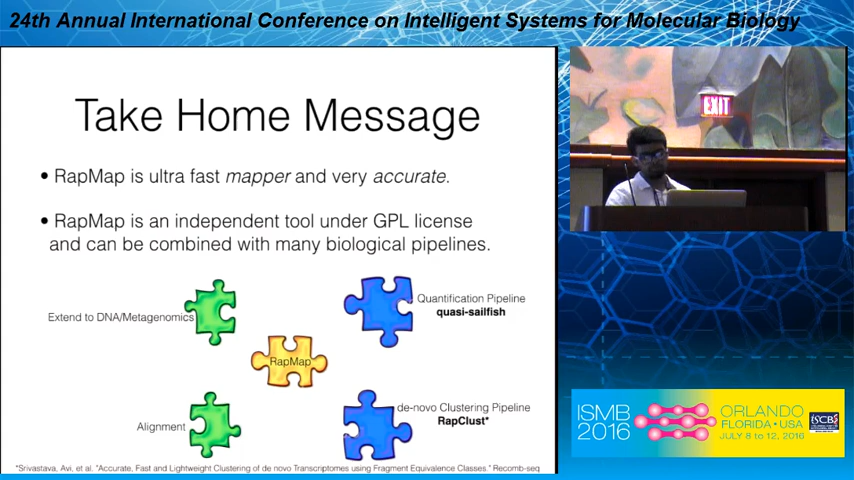 24th Annual International Conference on Intelligent Systems for Molecular Biology
EXIT
Take Home Message
• RapMap is ultra fast mapper and very accurate.
• RapMap is an independent tool under GPL license
and can be combined with many biological pipelines.
Extend to DNA/Metagenomics
Quantification Pipeline
quasi-sailfish
RapMap
Alignment
de-novo Clustering Pipeline
RapClust*
*Srivastava, Avi, et al. "Accurate, Fast and Lightweight Clustering of de novo Transcriptomes using Fragment Equivalence Classes." Recomb-seq
ISMB
2016
ORLANDO
FLORIDA • USA
JULY 8 to 12, 2016
ISCB